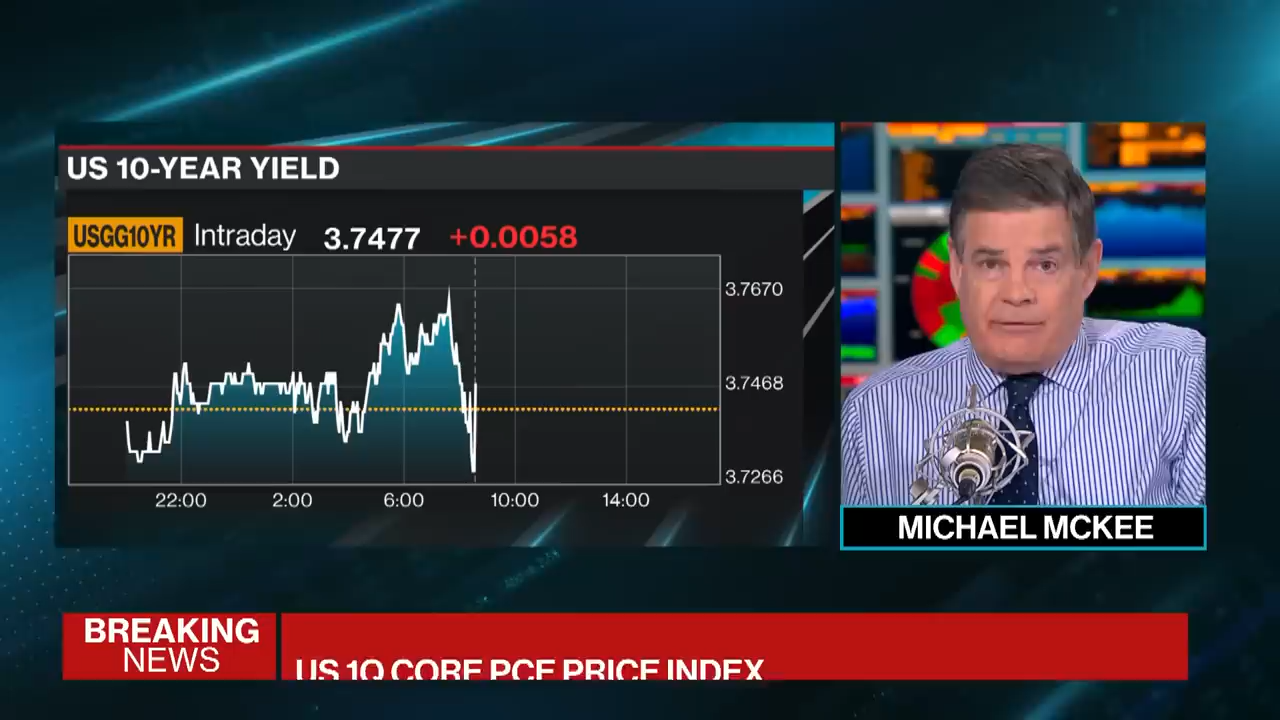 US 10-YEAR YIELD
USGG10YR Intraday 3.7477 +0.0058
3.7670
3.7468
3.7266
22:00 2:00 6:00 10:00 14:00
MICHAEL MCKEE
BREAKING
NEWS
US 1Q CORE PCE PRICE INDEX